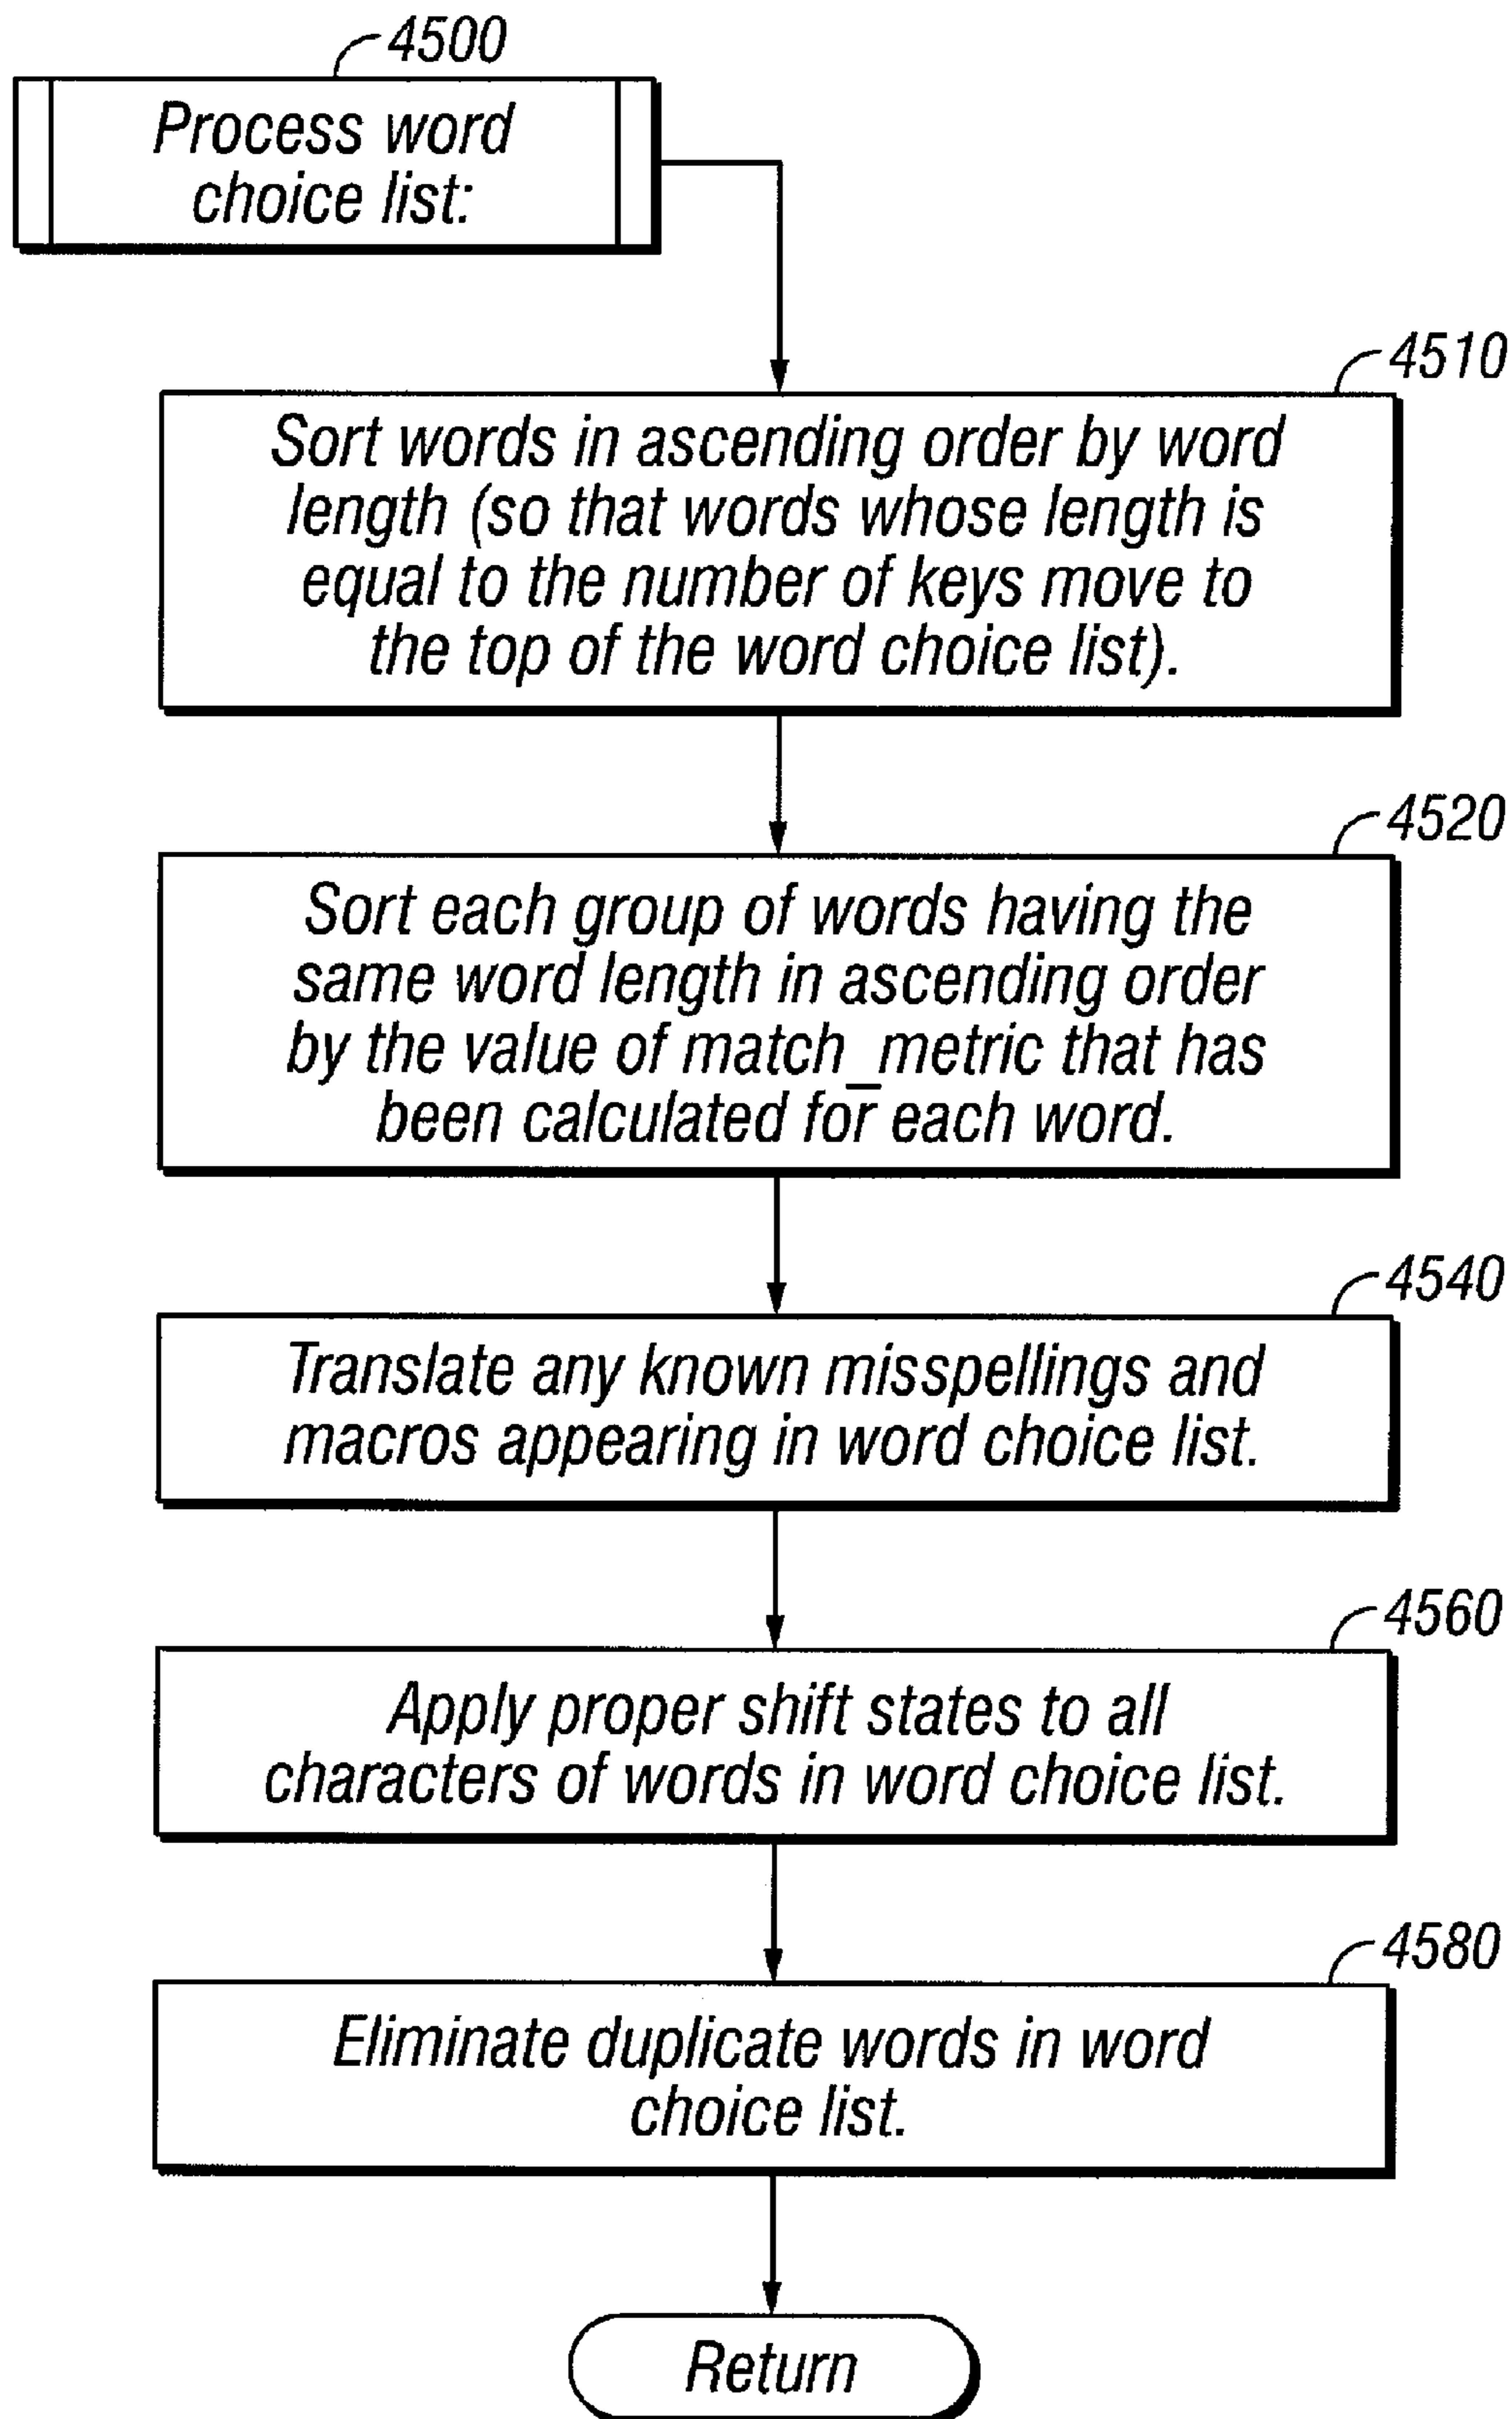 4500
Process word
choice list:
4510
Sort words in ascending order by word
length (so that words whose length is
equal to the number of keys move to
the top of the word choice list).
4520
Sort each group of words having the
same word length in ascending order
by the value of match_metric that has
been calculated for each word.
4540
Translate any known misspellings and
macros appearing in word choice list.
4560
Apply proper shift states to all
characters of words in word choice list.
4580
Eliminate duplicate words in word
choice list.
Return